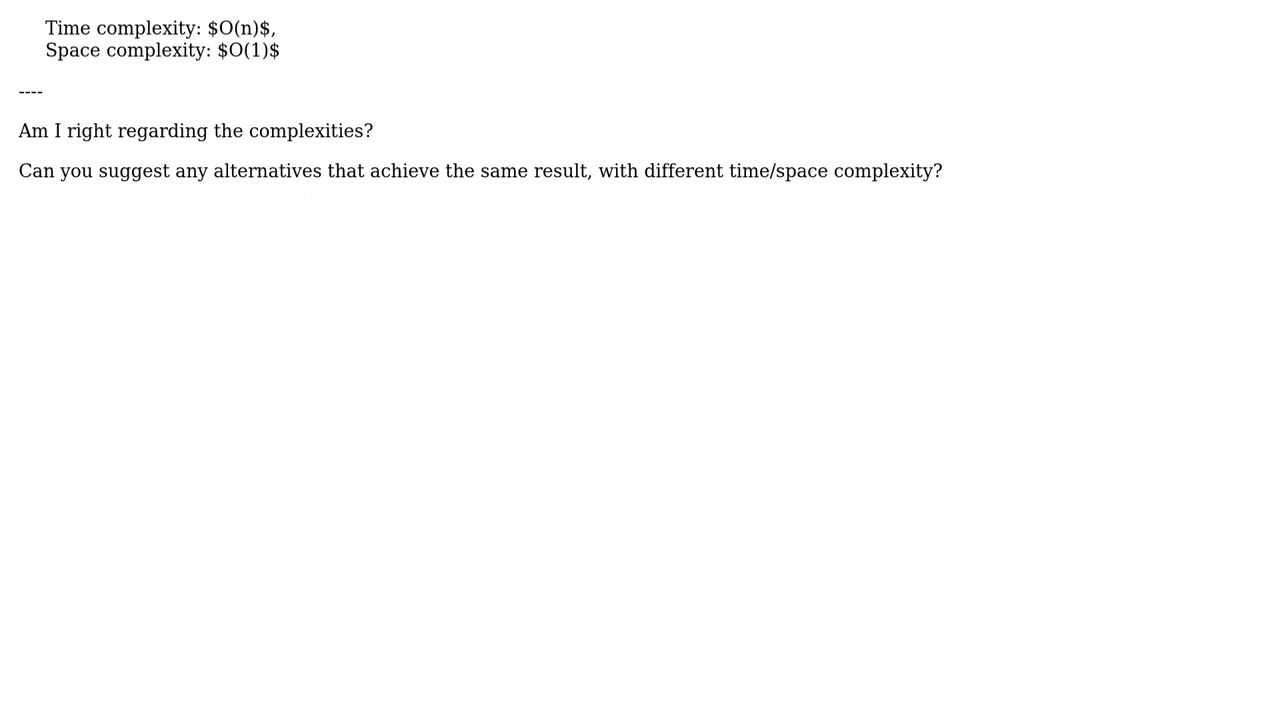 Time complexity: $O(n)$,
Space complexity: $O(1)$
----
Am I right regarding the complexities?
Can you suggest any alternatives that achieve the same result, with different time/space complexity?